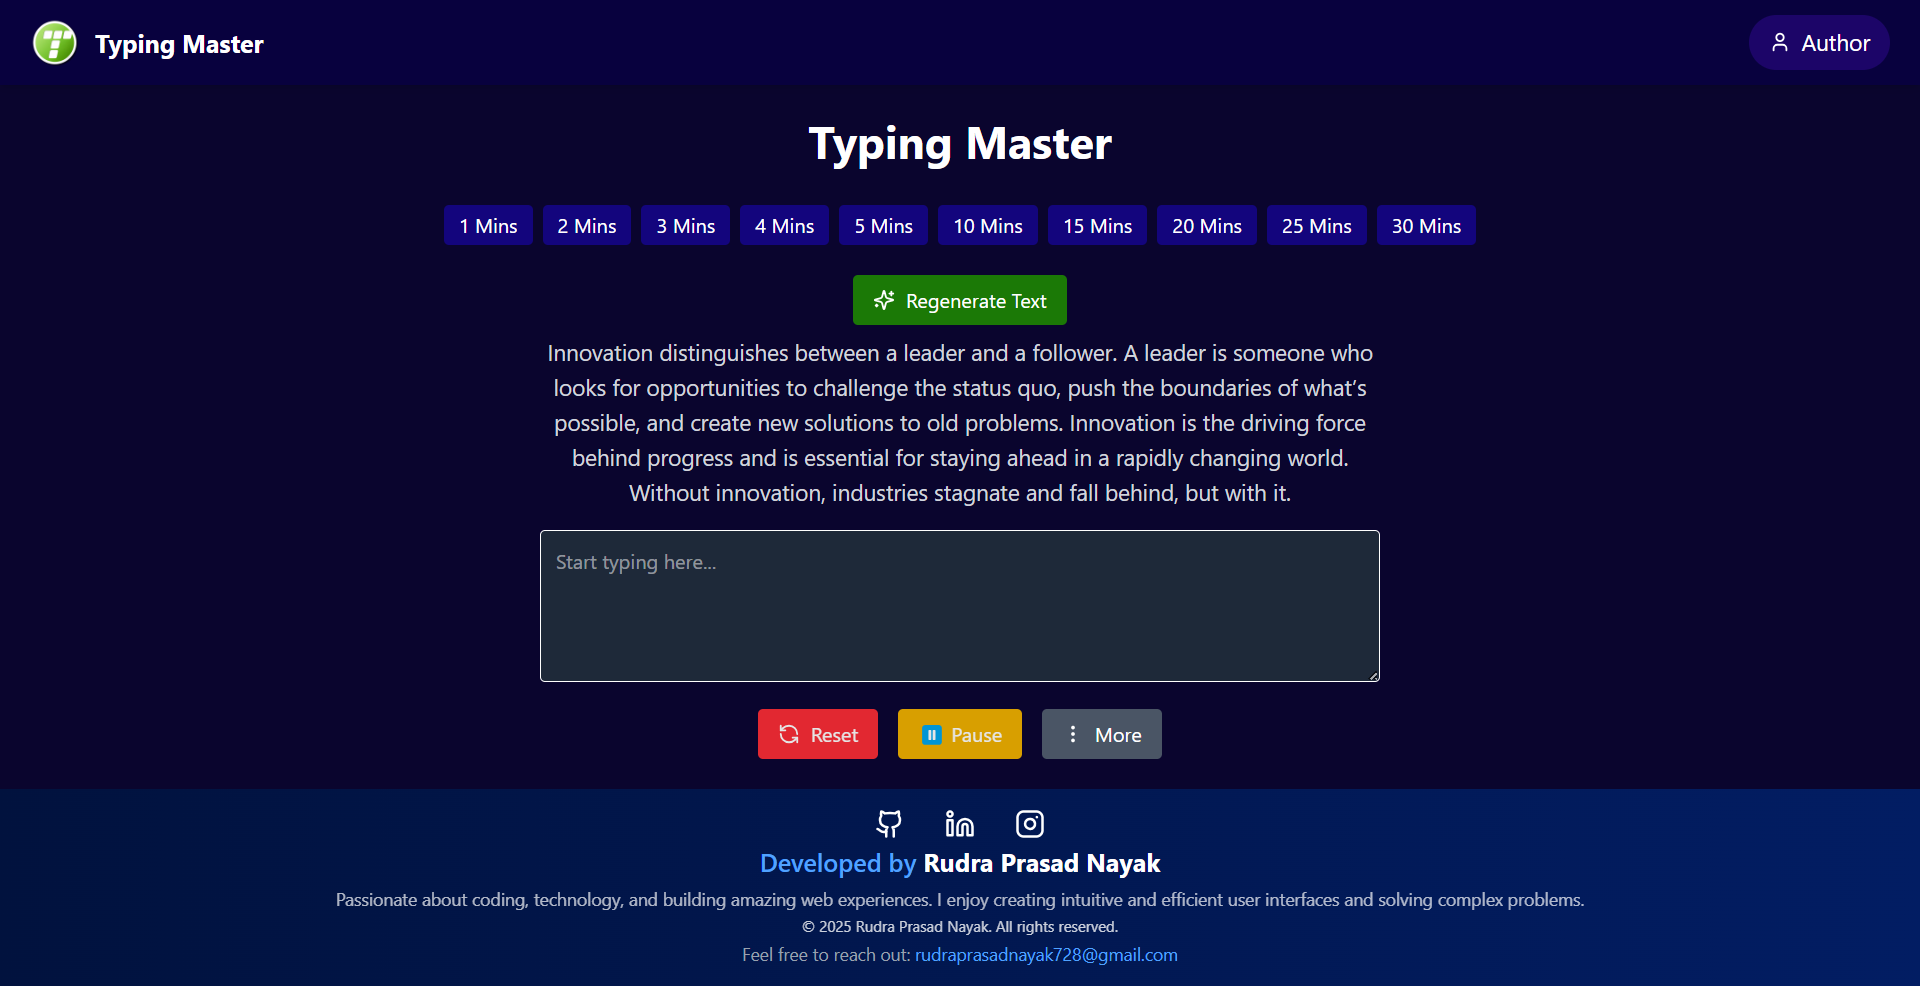 Typing Master
Author
Typing Master
1 Mins 2 Mins 3 Mins 4 Mins 5 Mins 10 Mins 15 Mins 20 Mins 25 Mins 30 Mins
Regenerate Text
Innovation distinguishes between a leader and a follower. A leader is someone who
looks for opportunities to challenge the status quo, push the boundaries of what’s
possible, and create new solutions to old problems. Innovation is the driving force
behind progress and is essential for staying ahead in a rapidly changing world.
Without innovation, industries stagnate and fall behind, but with it.
Start typing here...
Reset Pause More
Developed by Rudra Prasad Nayak
Passionate about coding, technology, and building amazing web experiences. I enjoy creating intuitive and efficient user interfaces and solving complex problems.
© 2025 Rudra Prasad Nayak. All rights reserved.
Feel free to reach out: rudraprasadnayak728@gmail.com